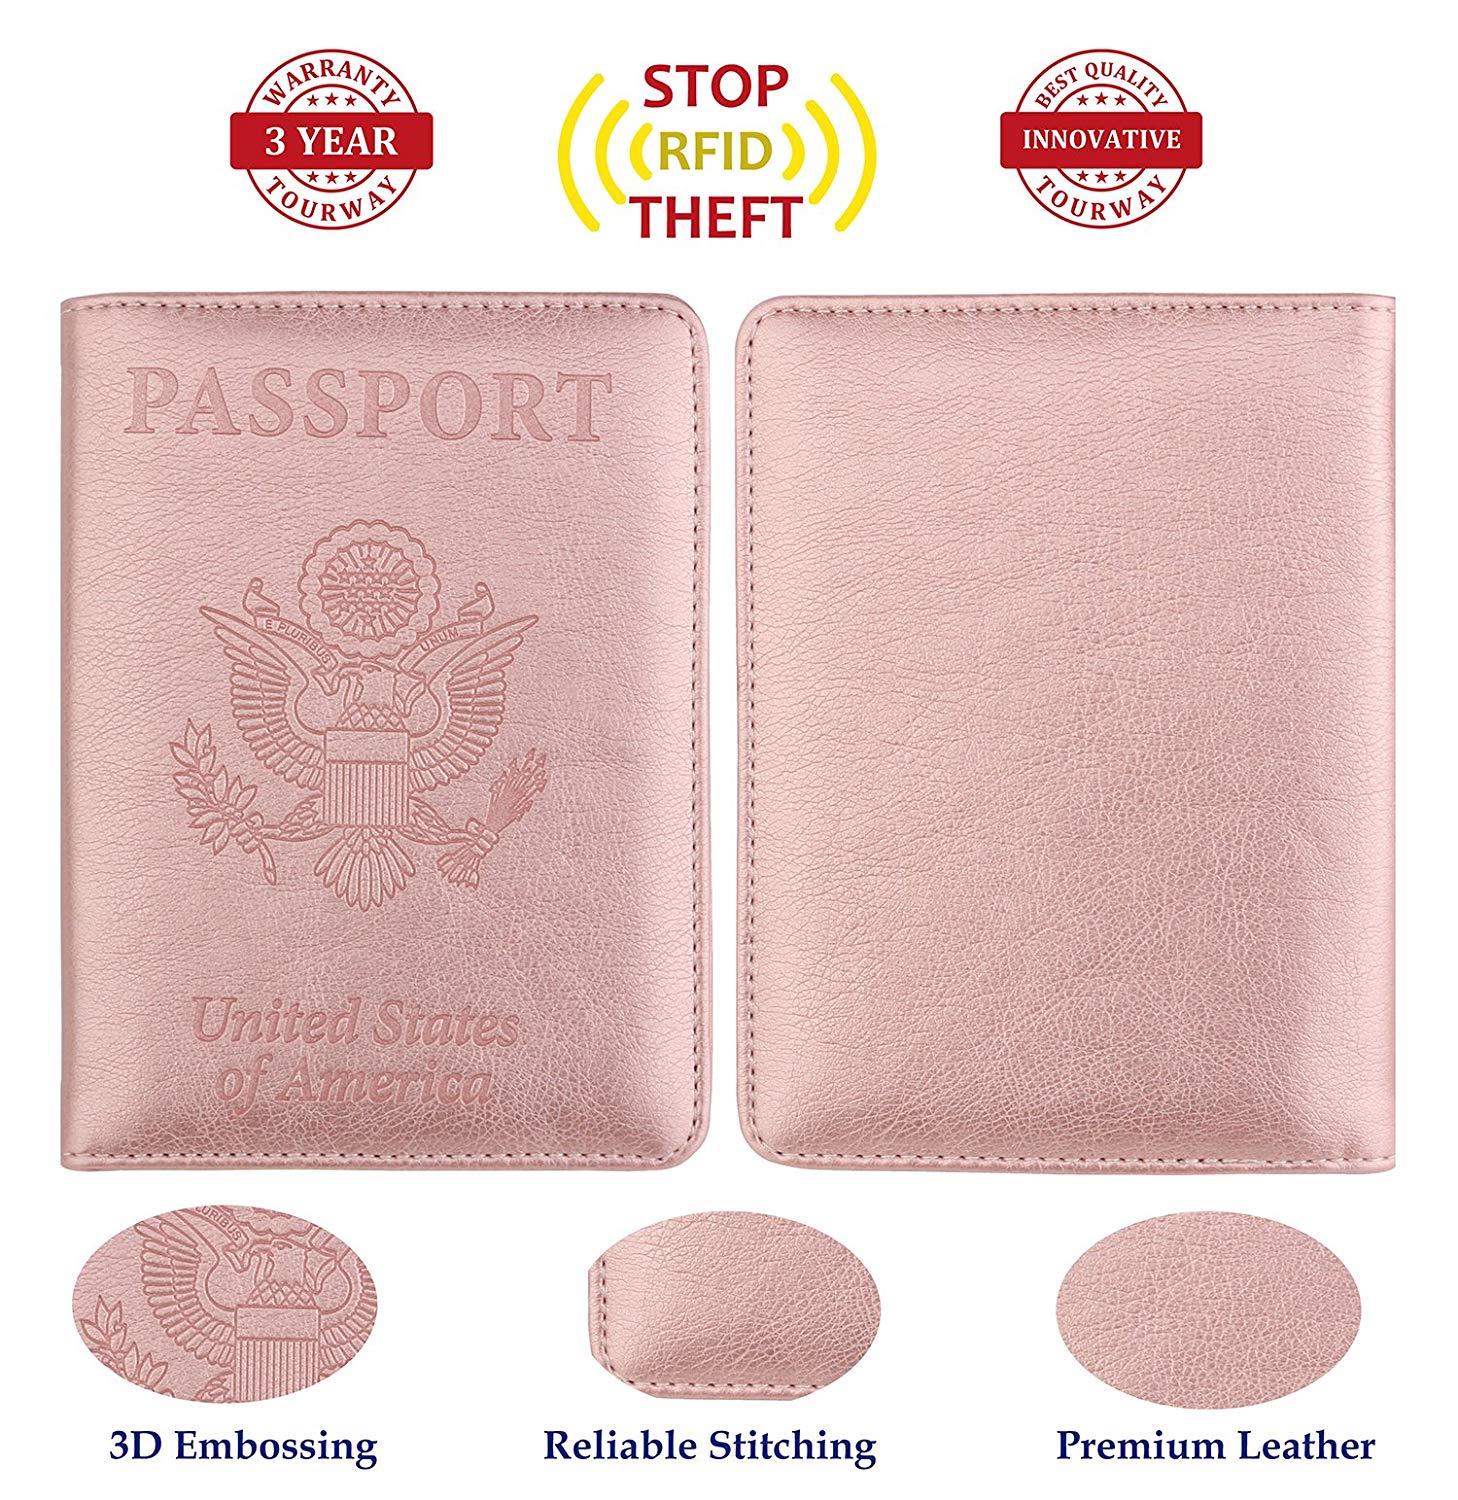 WARRANTY
3 YEAR
TOURWAY
STOP
RFID
THEFT
BEST QUALITY
INNOVATIVE
TOURWAY
PASSPORT
E PLURIBUS UNUM
United States
of America
PLURIBUS
3D Embossing
Reliable Stitching
Premium Leather